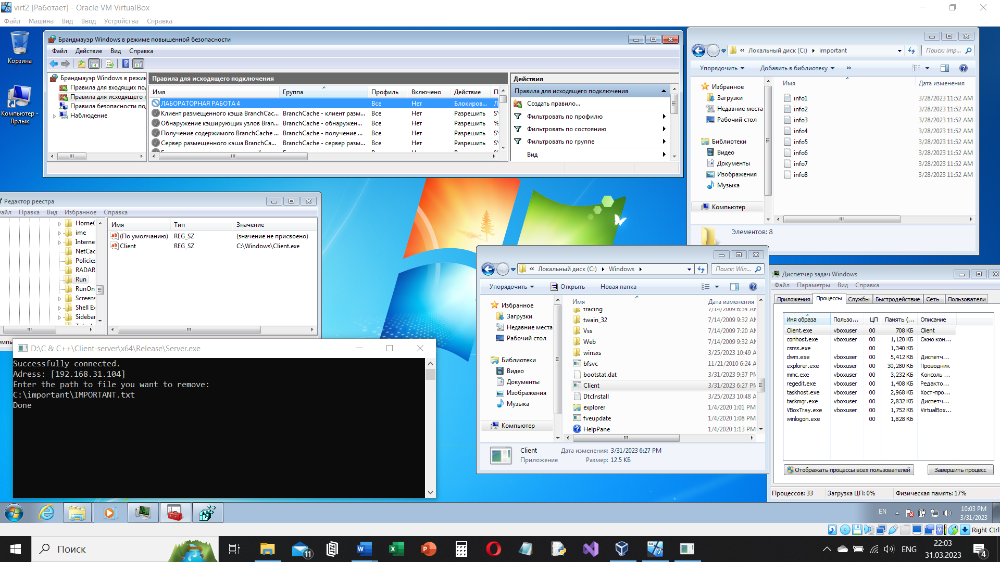 virt2 [Работает] - Oracle VM VirtualBox
Файл Машина Вид Ввод Устройства Справка
Корзина
Компьютер - Ярлык
Брандмауэр Windows в режиме повышенной безопасности
Файл Действие Вид Справка
Брандмауэр Windows в режим
Правила для входящих по
Правила для исходящего п
Правила безопасности по
Наблюдение
Правила для исходящего подключения
Имя Группа Профиль Включено Действие П
ЛАБОРАТОРНАЯ РАБОТА 4 Все Нет Блокиров... Л
Клиент размещенного кэша BranchCac... BranchCache - клиент разм... Все Нет Разрешить SY
Обнаружение кэширующих узлов Bran... BranchCache - обнаружен... Все Нет Разрешить %
Получение содержимого BranchCache ... BranchCache - получение ... Все Нет Разрешить SY
Сервер размещенного кэша BranchCa... BranchCache - сервер разм... Все Нет Разрешить %
Действия
Правила для исходящего подключения
Создать правило...
Фильтровать по профилю
Фильтровать по состоянию
Фильтровать по группе
Вид
« Локальный диск (C:) important
Поиск: imp...
Упорядочить Добавить в библиотеку »
Избранное
Загрузки
Недавние места
Рабочий стол
Библиотеки
Видео
Документы
Изображения
Музыка
Компьютер
Имя Дата изменения
info1 3/28/2023 11:52 AM
info2 3/28/2023 11:52 AM
info3 3/28/2023 11:52 AM
info4 3/28/2023 11:52 AM
info5 3/28/2023 11:52 AM
info6 3/28/2023 11:52 AM
info7 3/28/2023 11:52 AM
info8 3/28/2023 11:52 AM
Элементов: 8
Редактор реестра
айл Правка Вид Избранное Справка
HomeG
ime
Interne
NetCac
Policies
RADAR
Run
RunOn
Screens
Shell Ex
Sidebar
Имя Тип Значение
(По умолчанию) REG_SZ (значение не присвоено)
Client REG_SZ C:\Windows\Client.exe
омпь
D:\C & C++\Client-server\x64\Release\Server.exe
Successfully connected.
Adress: [192.168.31.104]
Enter the path to file you want to remove:
C:\important\IMPORTANT.txt
Done
« Локальный диск (C:) Windows
Поиск: Win...
Упорядочить Открыть Новая папка
Избранное
Загрузки
Недавние места
Рабочий стол
Библиотеки
Видео
Документы
Изображения
Музыка
Компьютер
Имя Дата изменения
tracing 7/14/2009 6:34 AM
twain_32 7/14/2009 9:32 AM
Vss 7/14/2009 7:20 AM
Web 7/14/2009 9:32 AM
winsxs 3/25/2023 10:49 A
bfsvc 11/21/2010 6:24 A
bootstat.dat 3/31/2023 9:37 PM
Client 3/31/2023 6:27 PM
DtcInstall 3/25/2023 10:48 A
explorer 1/4/2020 1:01 PM
fveupdate 1/4/2020 1:08 PM
HelpPane 1/4/2020 1:13 PM
Client Дата изменения: 3/31/2023 6:27 PM
Приложение Размер: 12.5 КБ
Диспетчер задач Windows
Файл Параметры Вид Справка
Приложения Процессы Службы Быстродействие Сеть Пользователи
Имя образа Пользо... ЦП Память (... Описание
Client.exe vboxuser 00 708 КБ Client
conhost.exe vboxuser 00 1,120 КБ Окно кон...
csrss.exe 00 1,340 КБ
dwm.exe vboxuser 00 5,412 КБ Диспетч...
explorer.exe vboxuser 00 30,280 КБ Проводник
mmc.exe vboxuser 00 3,232 КБ Консоль ...
regedit.exe vboxuser 00 1,408 КБ Редакто...
taskhost.exe vboxuser 00 2,968 КБ Хост-про...
taskmgr.exe vboxuser 00 2,832 КБ Диспетч...
VBoxTray.exe vboxuser 00 1,752 КБ VirtualBox...
winlogon.exe 00 1,828 КБ
Отображать процессы всех пользователей
Завершить процесс
Процессов: 33 Загрузка ЦП: 0% Физическая память: 17%
EN
10:03 PM
3/31/2023
Right Ctrl
Поиск
11
ENG
22:03
31.03.2023
4